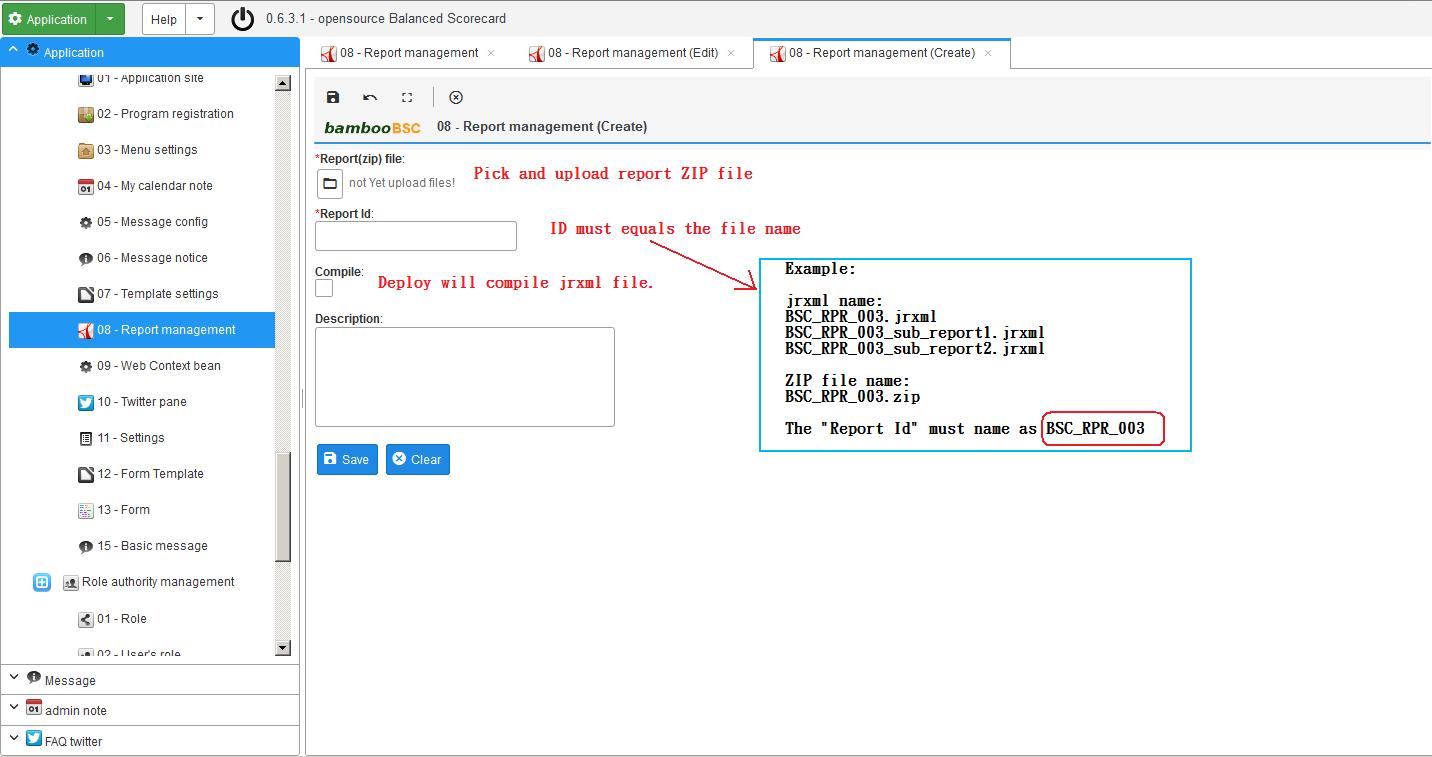 Application
Help
0.6.3.1 - opensource Balanced Scorecard
Application
01 - Application site
02 - Program registration
03 - Menu settings
04 - My calendar note
05 - Message config
06 - Message notice
07 - Template settings
08 - Report management
09 - Web Context bean
10 - Twitter pane
11 - Settings
12 - Form Template
13 - Form
15 - Basic message
Role authority management
01 - Role
02 - User's role
Message
admin note
FAQ twitter
08 - Report management
08 - Report management (Edit)
08 - Report management (Create)
bambooBSC 08 - Report management (Create)
*Report(zip) file:
not Yet upload files!
Pick and upload report ZIP file
*Report Id:
ID must equals the file name
Compile:
Deploy will compile jrxml file.
Description:
Save
Clear
Example:
jrxml name:
BSC_RPR_003.jrxml
BSC_RPR_003_sub_report1.jrxml
BSC_RPR_003_sub_report2.jrxml
ZIP file name:
BSC_RPR_003.zip
The "Report Id" must name as BSC_RPR_003